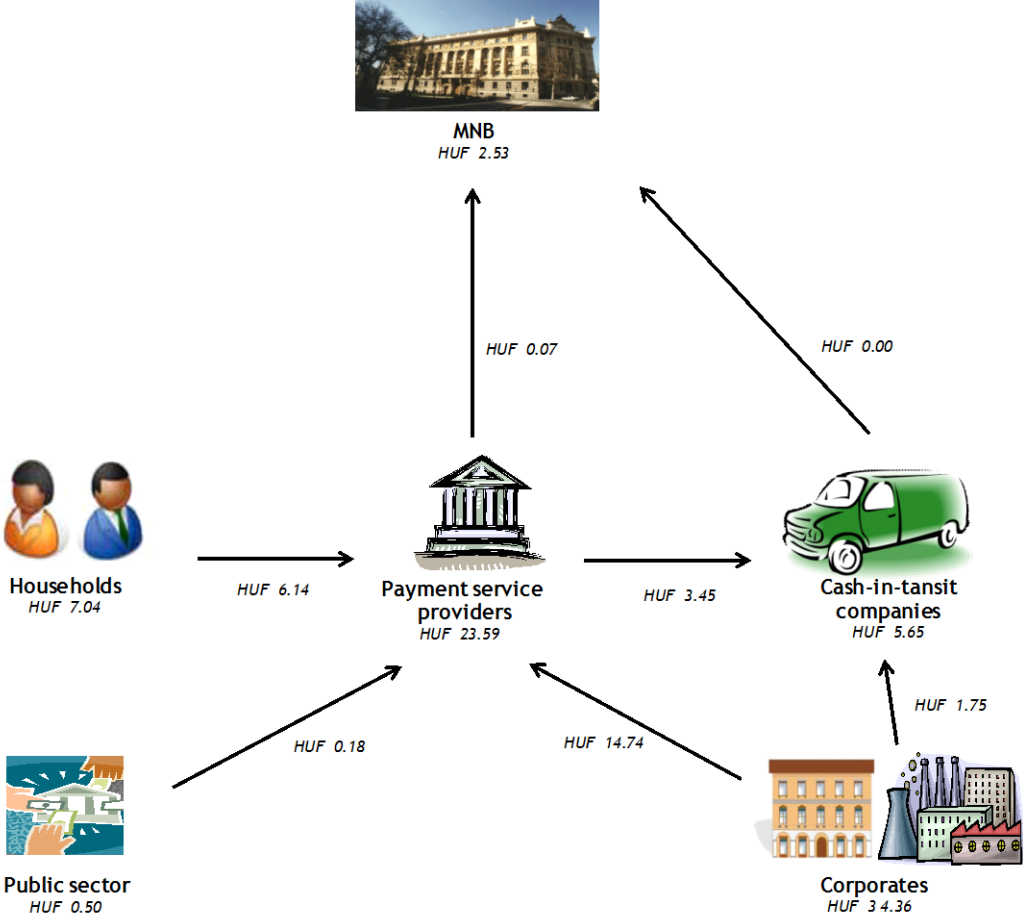 MNB
HUF 2.53
HUF 0.07
HUF 0.00
Households
HUF 7.04
HUF 6.14
Payment service
providers
HUF 23.59
HUF 3.45
Cash-in-tansit
companies
HUF 5.65
HUF 0.18
HUF 14.74
HUF 1.75
Public sector
HUF 0.50
Corporates
HUF 3 4.36